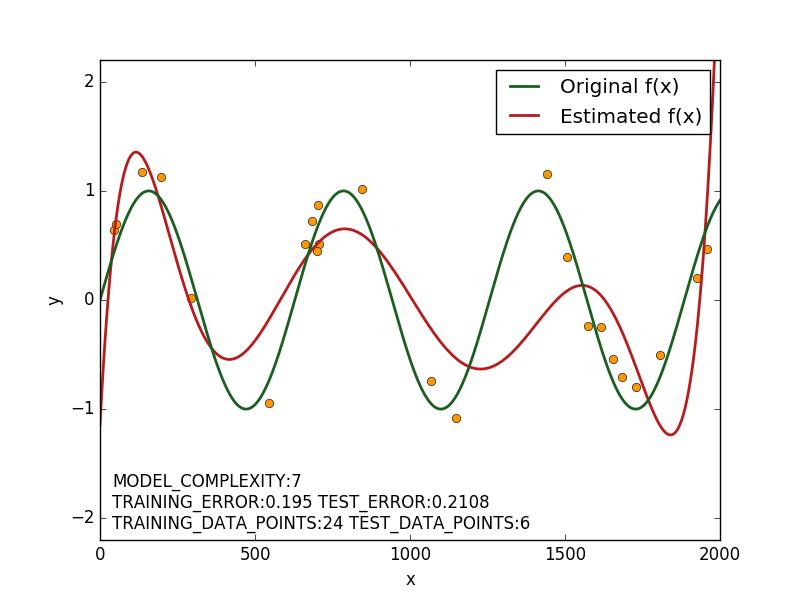 Original f(x)
Estimated f(x)
2
1
0
−1
−2
y
MODEL_COMPLEXITY:7
TRAINING_ERROR:0.195 TEST_ERROR:0.2108
TRAINING_DATA_POINTS:24 TEST_DATA_POINTS:6
0 500 1000 1500 2000
x